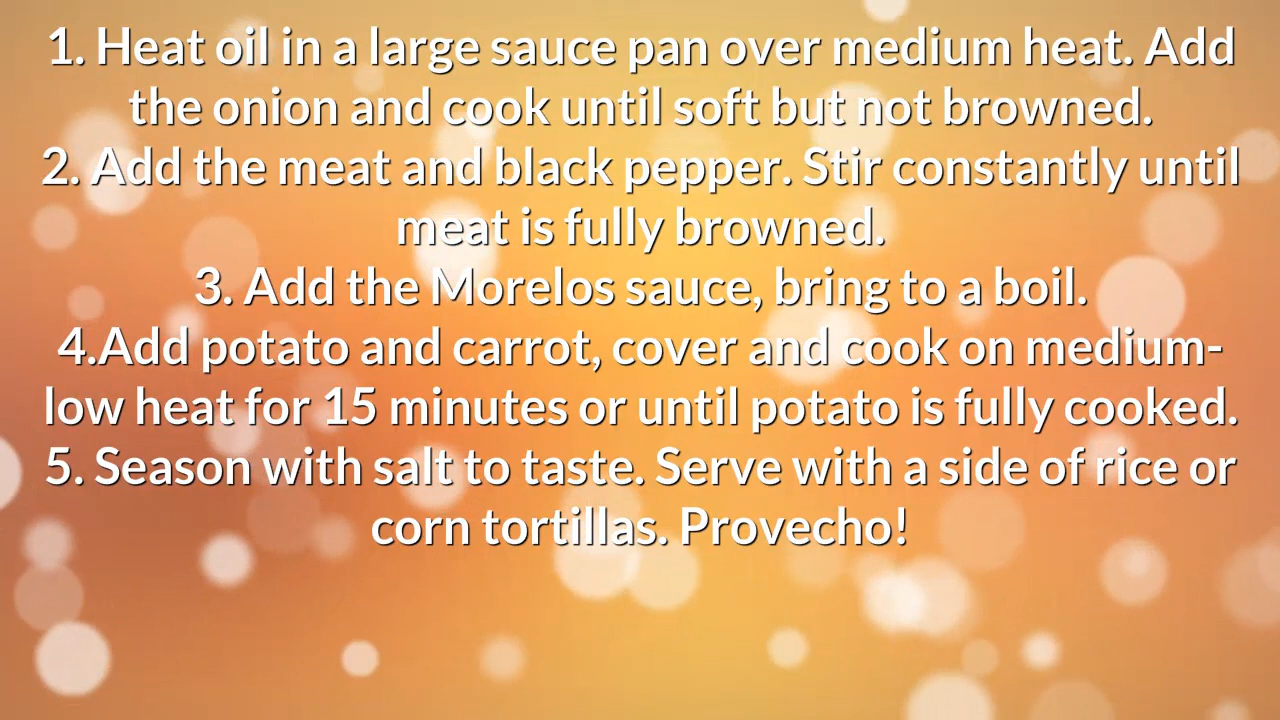 1. Heat oil in a large sauce pan over medium heat. Add
the onion and cook until soft but not browned.
2. Add the meat and black pepper. Stir constantly until
meat is fully browned.
3. Add the Morelos sauce, bring to a boil.
4.Add potato and carrot, cover and cook on medium-
low heat for 15 minutes or until potato is fully cooked.
5. Season with salt to taste. Serve with a side of rice or
corn tortillas. Provecho!